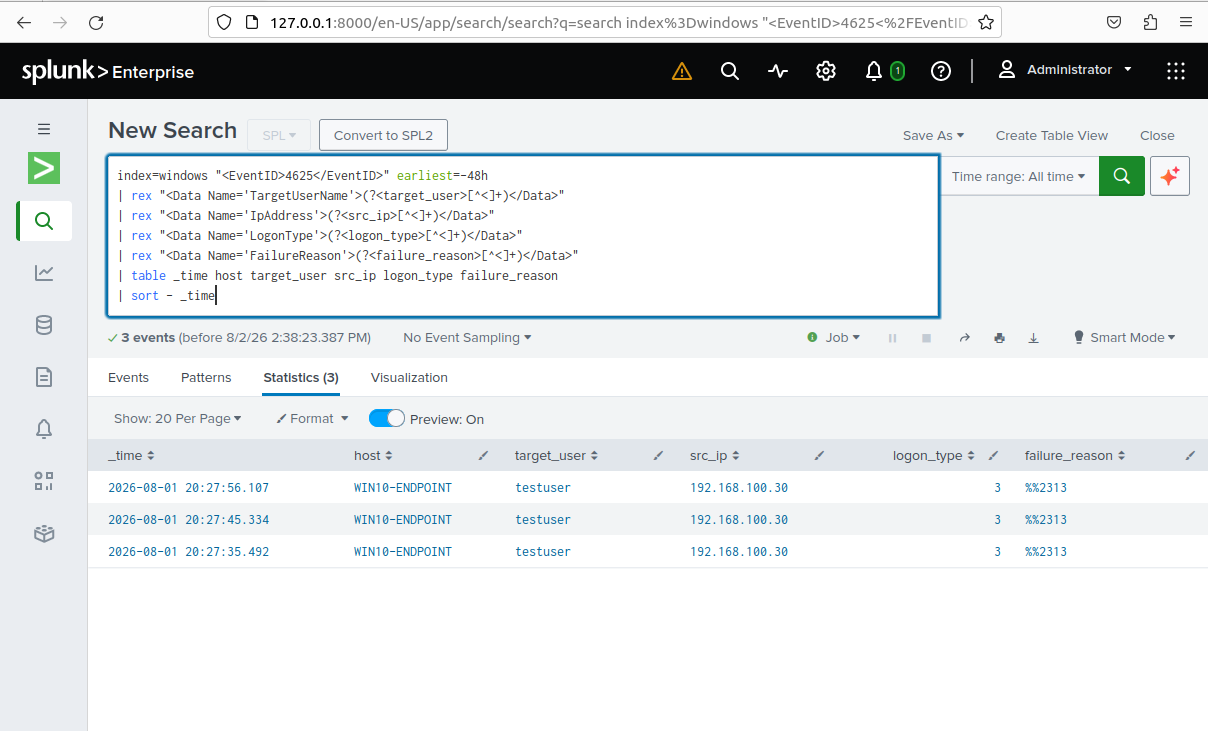 127.0.0.1:8000/en-US/app/search/search?q=search index%3Dwindows "<EventID>4625<%2FEventID
splunk> Enterprise
1
Administrator
New Search
SPL
Convert to SPL2
Save As
Create Table View
Close
index=windows "<EventID>4625</EventID>" earliest=-48h
| rex "<Data Name='TargetUserName'>(?<target_user>[^<]+)</Data>"
| rex "<Data Name='IpAddress'>(?<src_ip>[^<]+)</Data>"
| rex "<Data Name='LogonType'>(?<logon_type>[^<]+)</Data>"
| rex "<Data Name='FailureReason'>(?<failure_reason>[^<]+)</Data>"
| table _time host target_user src_ip logon_type failure_reason
| sort - _time
Time range: All time
3 events (before 8/2/26 2:38:23.387 PM)
No Event Sampling
Job
Smart Mode
Events
Patterns
Statistics (3)
Visualization
Show: 20 Per Page
Format
Preview: On
_time host target_user src_ip logon_type failure_reason
2026-08-01 20:27:56.107 WIN10-ENDPOINT testuser 192.168.100.30 3 %%2313
2026-08-01 20:27:45.334 WIN10-ENDPOINT testuser 192.168.100.30 3 %%2313
2026-08-01 20:27:35.492 WIN10-ENDPOINT testuser 192.168.100.30 3 %%2313